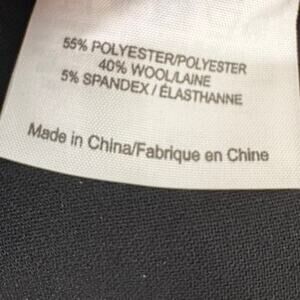 55% POLYESTER/POLYESTER
40% WOOL/LAINE
5% SPANDEX / ÉLASTHANNE
Made in China/Fabrique en Chine